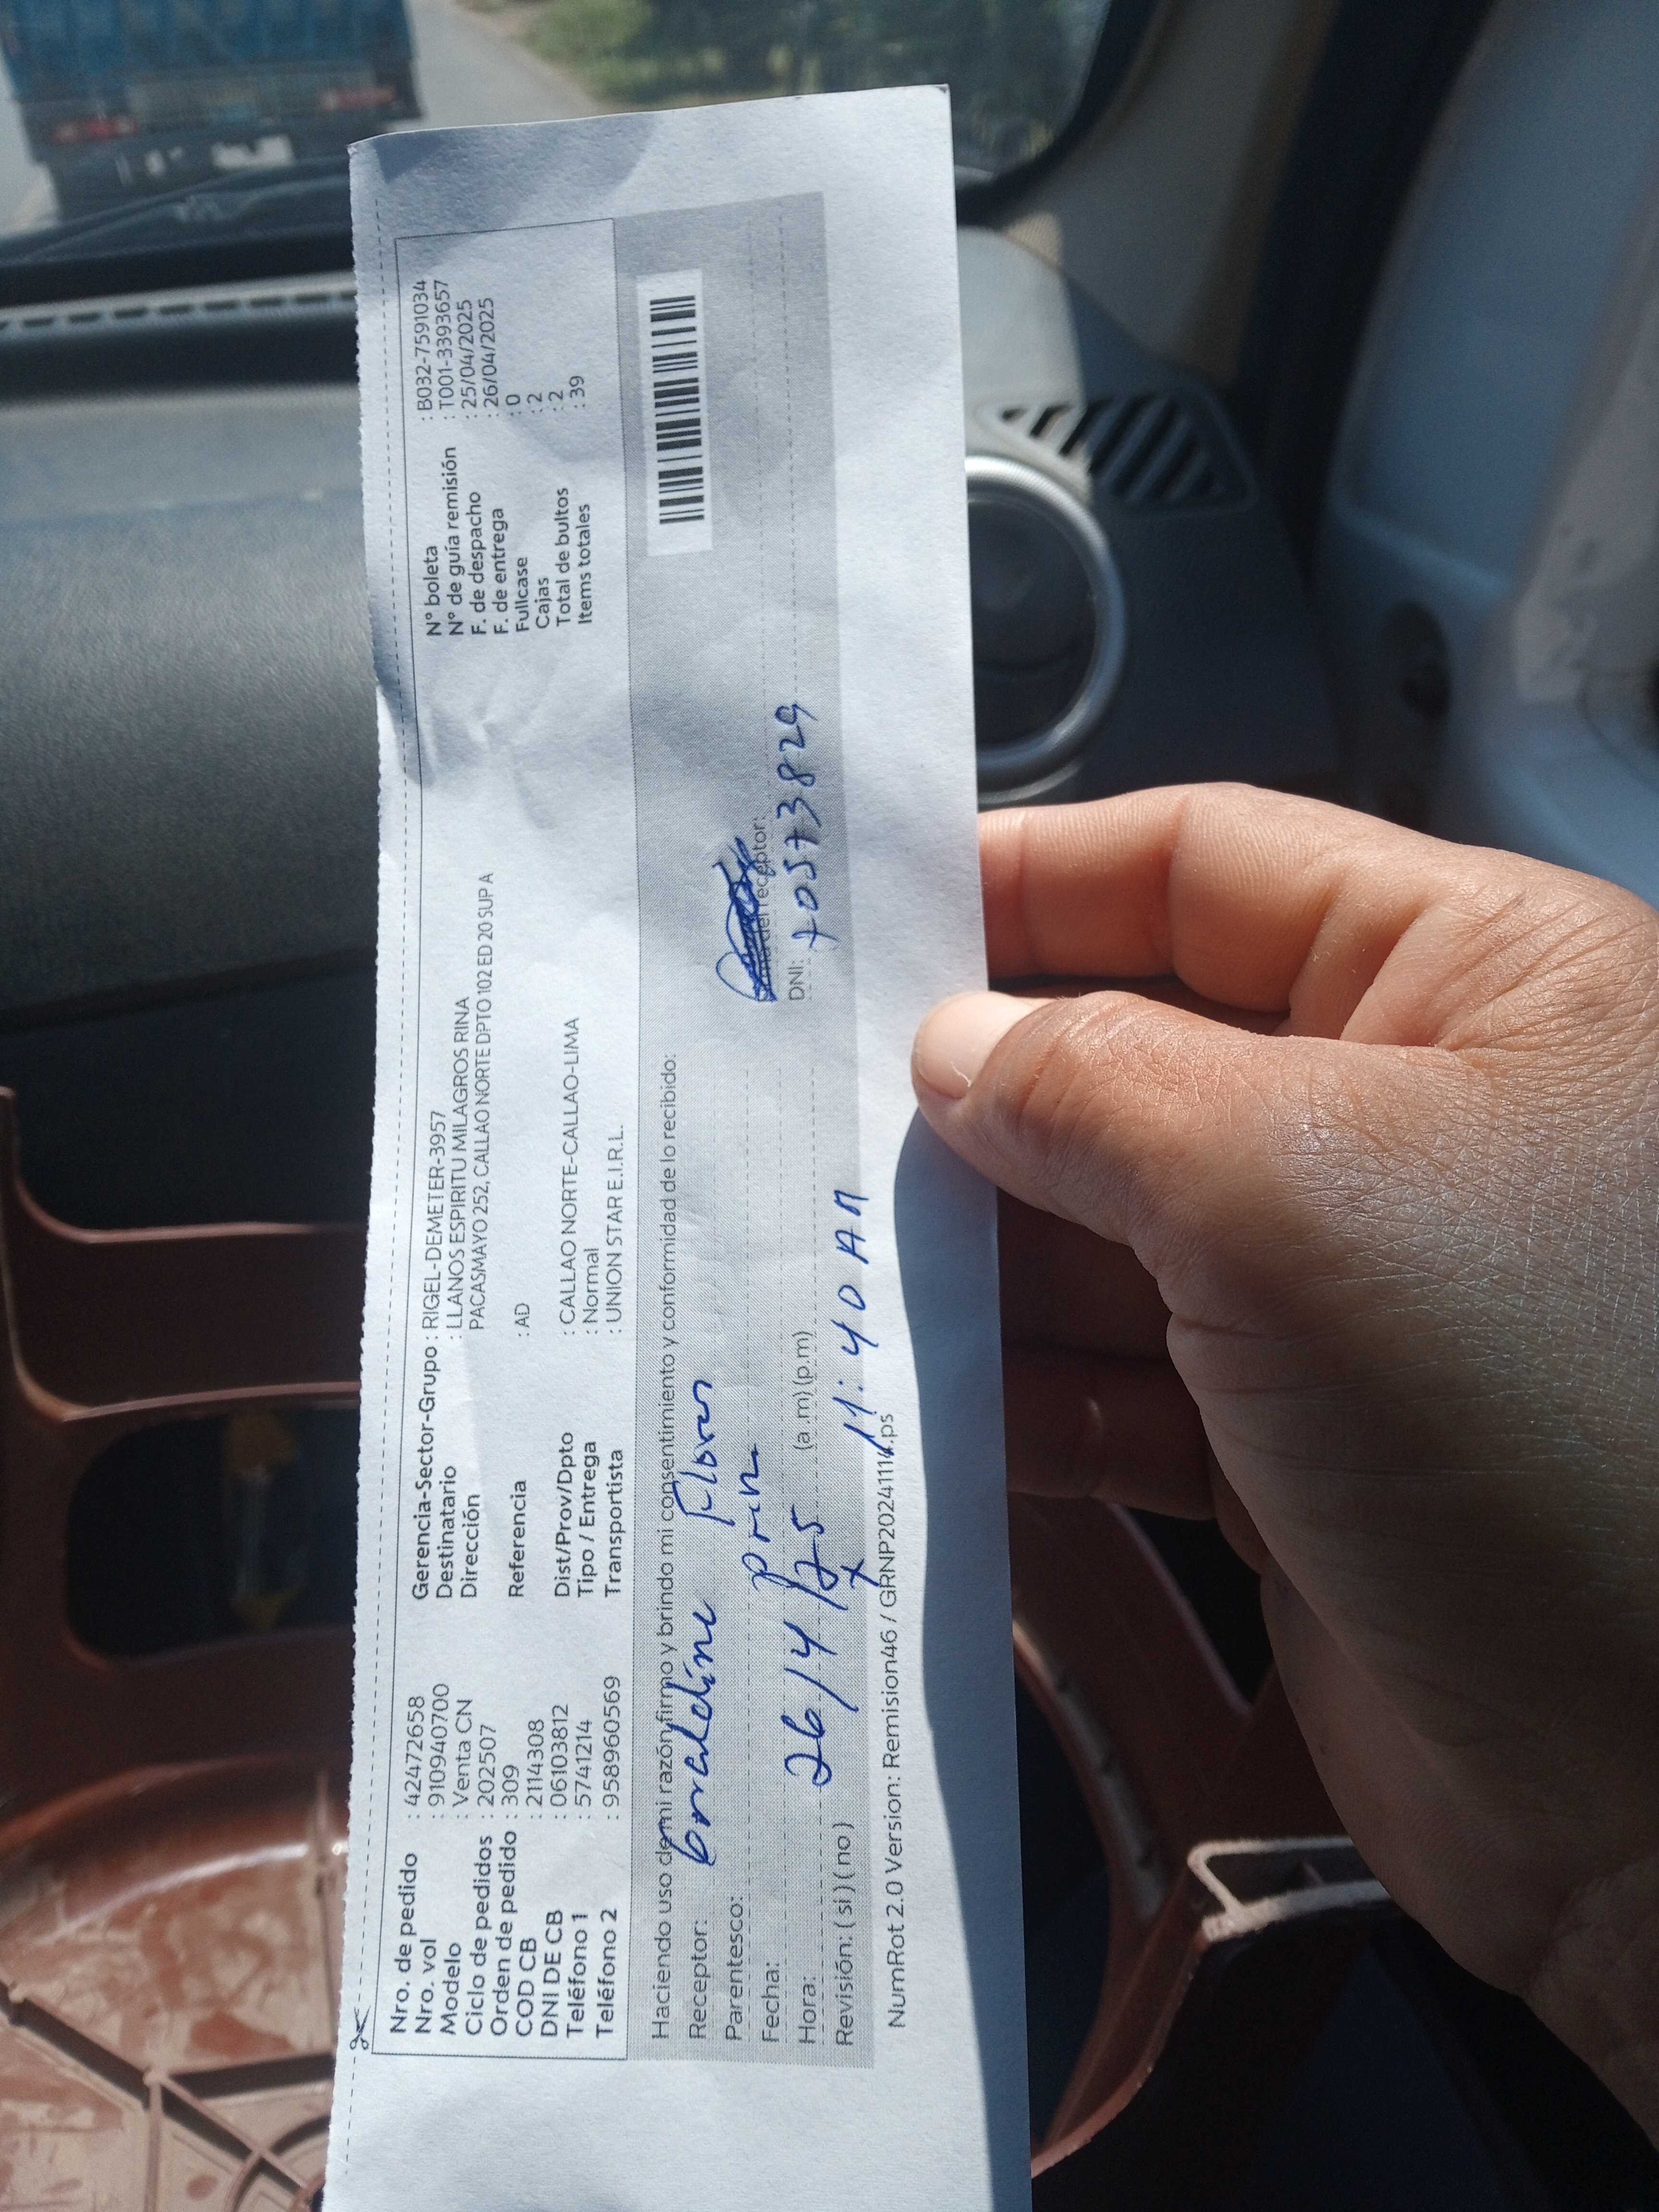 Nro. de pedido : 42472658
Nro. vol : 910940700
Modelo : Venta CN
Ciclo de pedidos : 202507
Orden de pedido : 309
COD CB : 2114308
DNI DE CB : 06103812
Teléfono 1 : 5741214
Teléfono 2 : 958960569
Gerencia-Sector-Grupo : RIGEL-DEMETER-3957
Destinatario : LLANOS ESPIRITU MILAGROS RINA
Dirección PACASMAYO 252, CALLAO NORTE DPTO 102 ED 20 SUP A
Referencia : AD
Dist/Prov/Dpto : CALLAO NORTE-CALLAO-LIMA
Tipo / Entrega : Normal
Transportista : UNION STAR E.I.R.L.
N° boleta : B032-7591034
N° de guía remisión : T001-3393657
F. de despacho : 25/04/2025
F. de entrega : 26/04/2025
Fullcase : 0
Cajas : 2
Total de bultos : 2
Items totales : 39
Haciendo uso de mi razón firmo y brindo mi consentimiento y conformidad de lo recibido:
Receptor: Geraldine Flores
Parentesco:
Fecha: 26/4/25
Hora: (a .m) (p.m) 11:40 AM
Revisión: ( si ) ( no )
del receptor:
DNI: 70573829
NumRot 2.0 Version: Remision46 / GRNP20241114.ps